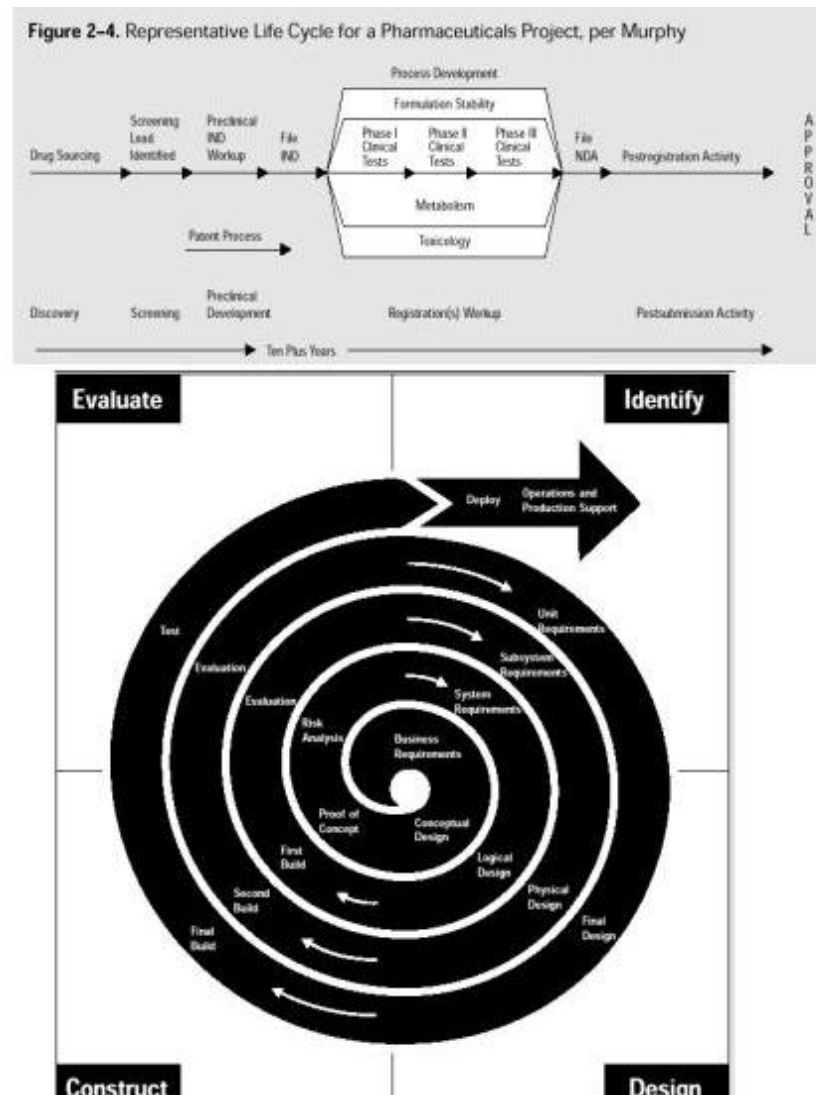 Figure 2–4. Representative Life Cycle for a Pharmaceuticals Project, per Murphy
Process Development
Formulation Stability
Drug Sourcing
Screening
Lead
Identified
Preclinical
IND
Workup
File
IND
Phase I
Clinical
Tests
Phase II
Clinical
Tests
Phase III
Clinical
Tests
File
NDA
Postregistration Activity
A
P
P
R
O
V
A
L
Metabolism
Toxicology
Patent Process
Discovery
Screening
Preclinical
Development
Registration(s) Workup
Postsubmission Activity
Ten Plus Years
Evaluate
Identify
Deploy
Operations and
Production Support
Test
Unit
Requirements
Evaluation
Subsystem
Requirements
Evaluation
System
Requirements
Risk
Analysis
Business
Requirements
Proof of
Concept
Conceptual
Design
First
Build
Logical
Design
Second
Build
Physical
Design
Final
Build
Final
Design
Construct
Design